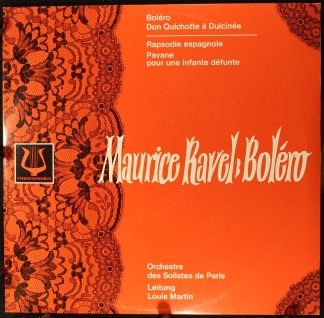 Boléro
Don Quichotte à Dulcinée
Rapsodie espagnole
Pavane
pour une infante défunte
CHRISTOPHORUS
Maurice Ravel · Boléro
Orchestre
des Solistes de Paris
Leitung
Louis Martin